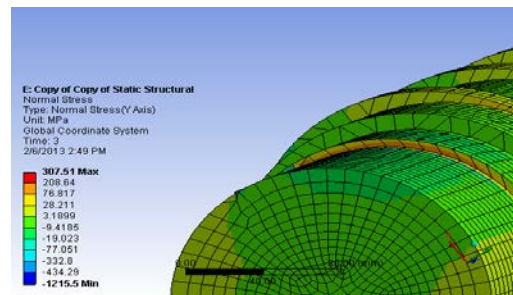 E: Copy of Copy of Static Structural
Normal Stress
Type: Normal Stress(Y Axis)
Unit: MPa
Global Coordinate System
Time: 3
2/6/2013 2:49 PM
307.51 Max
208.64
76.817
28.211
3.1899
-9.4185
-19.023
-77.051
-332.8
-434.29
-1215.5 Min
0.00
40.00